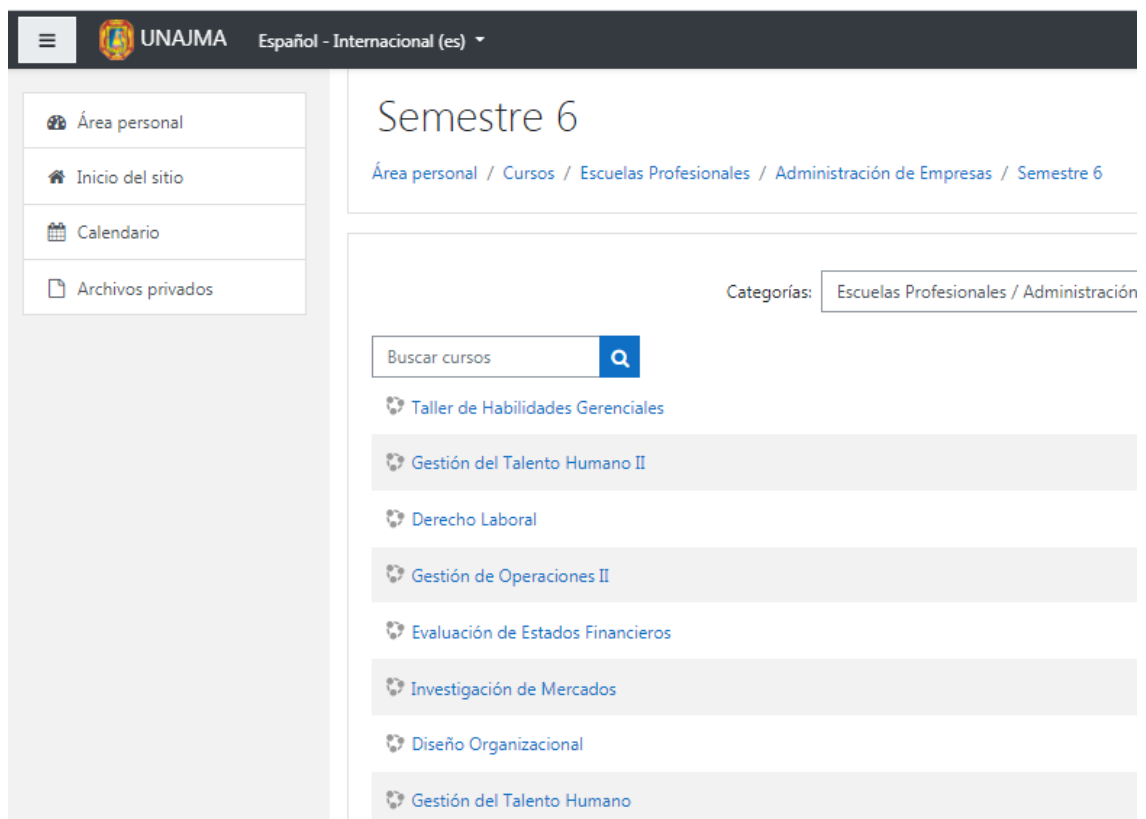 UNAJMA Español - Internacional (es)
Área personal
Inicio del sitio
Calendario
Archivos privados
Semestre 6
Área personal / Cursos / Escuelas Profesionales / Administración de Empresas / Semestre 6
Categorías: Escuelas Profesionales / Administración
Buscar cursos
Taller de Habilidades Gerenciales
Gestión del Talento Humano II
Derecho Laboral
Gestión de Operaciones II
Evaluación de Estados Financieros
Investigación de Mercados
Diseño Organizacional
Gestión del Talento Humano